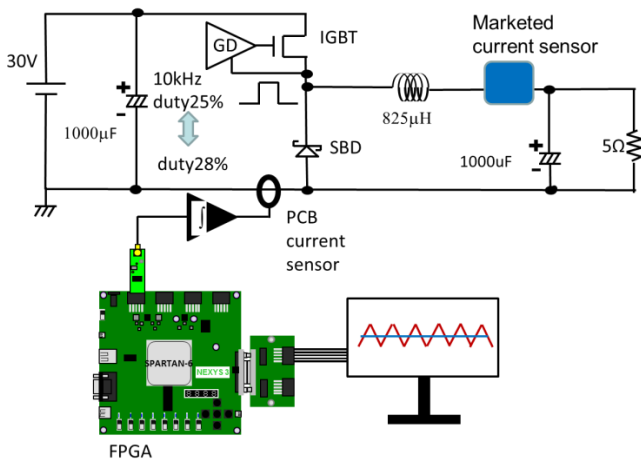 30V
1000μF
10kHz
duty25%
duty28%
GD
IGBT
SBD
825μH
Marketed
current sensor
1000uF
5Ω
∫
PCB
current
sensor
SPARTAN-6
NEXYS 3
FPGA